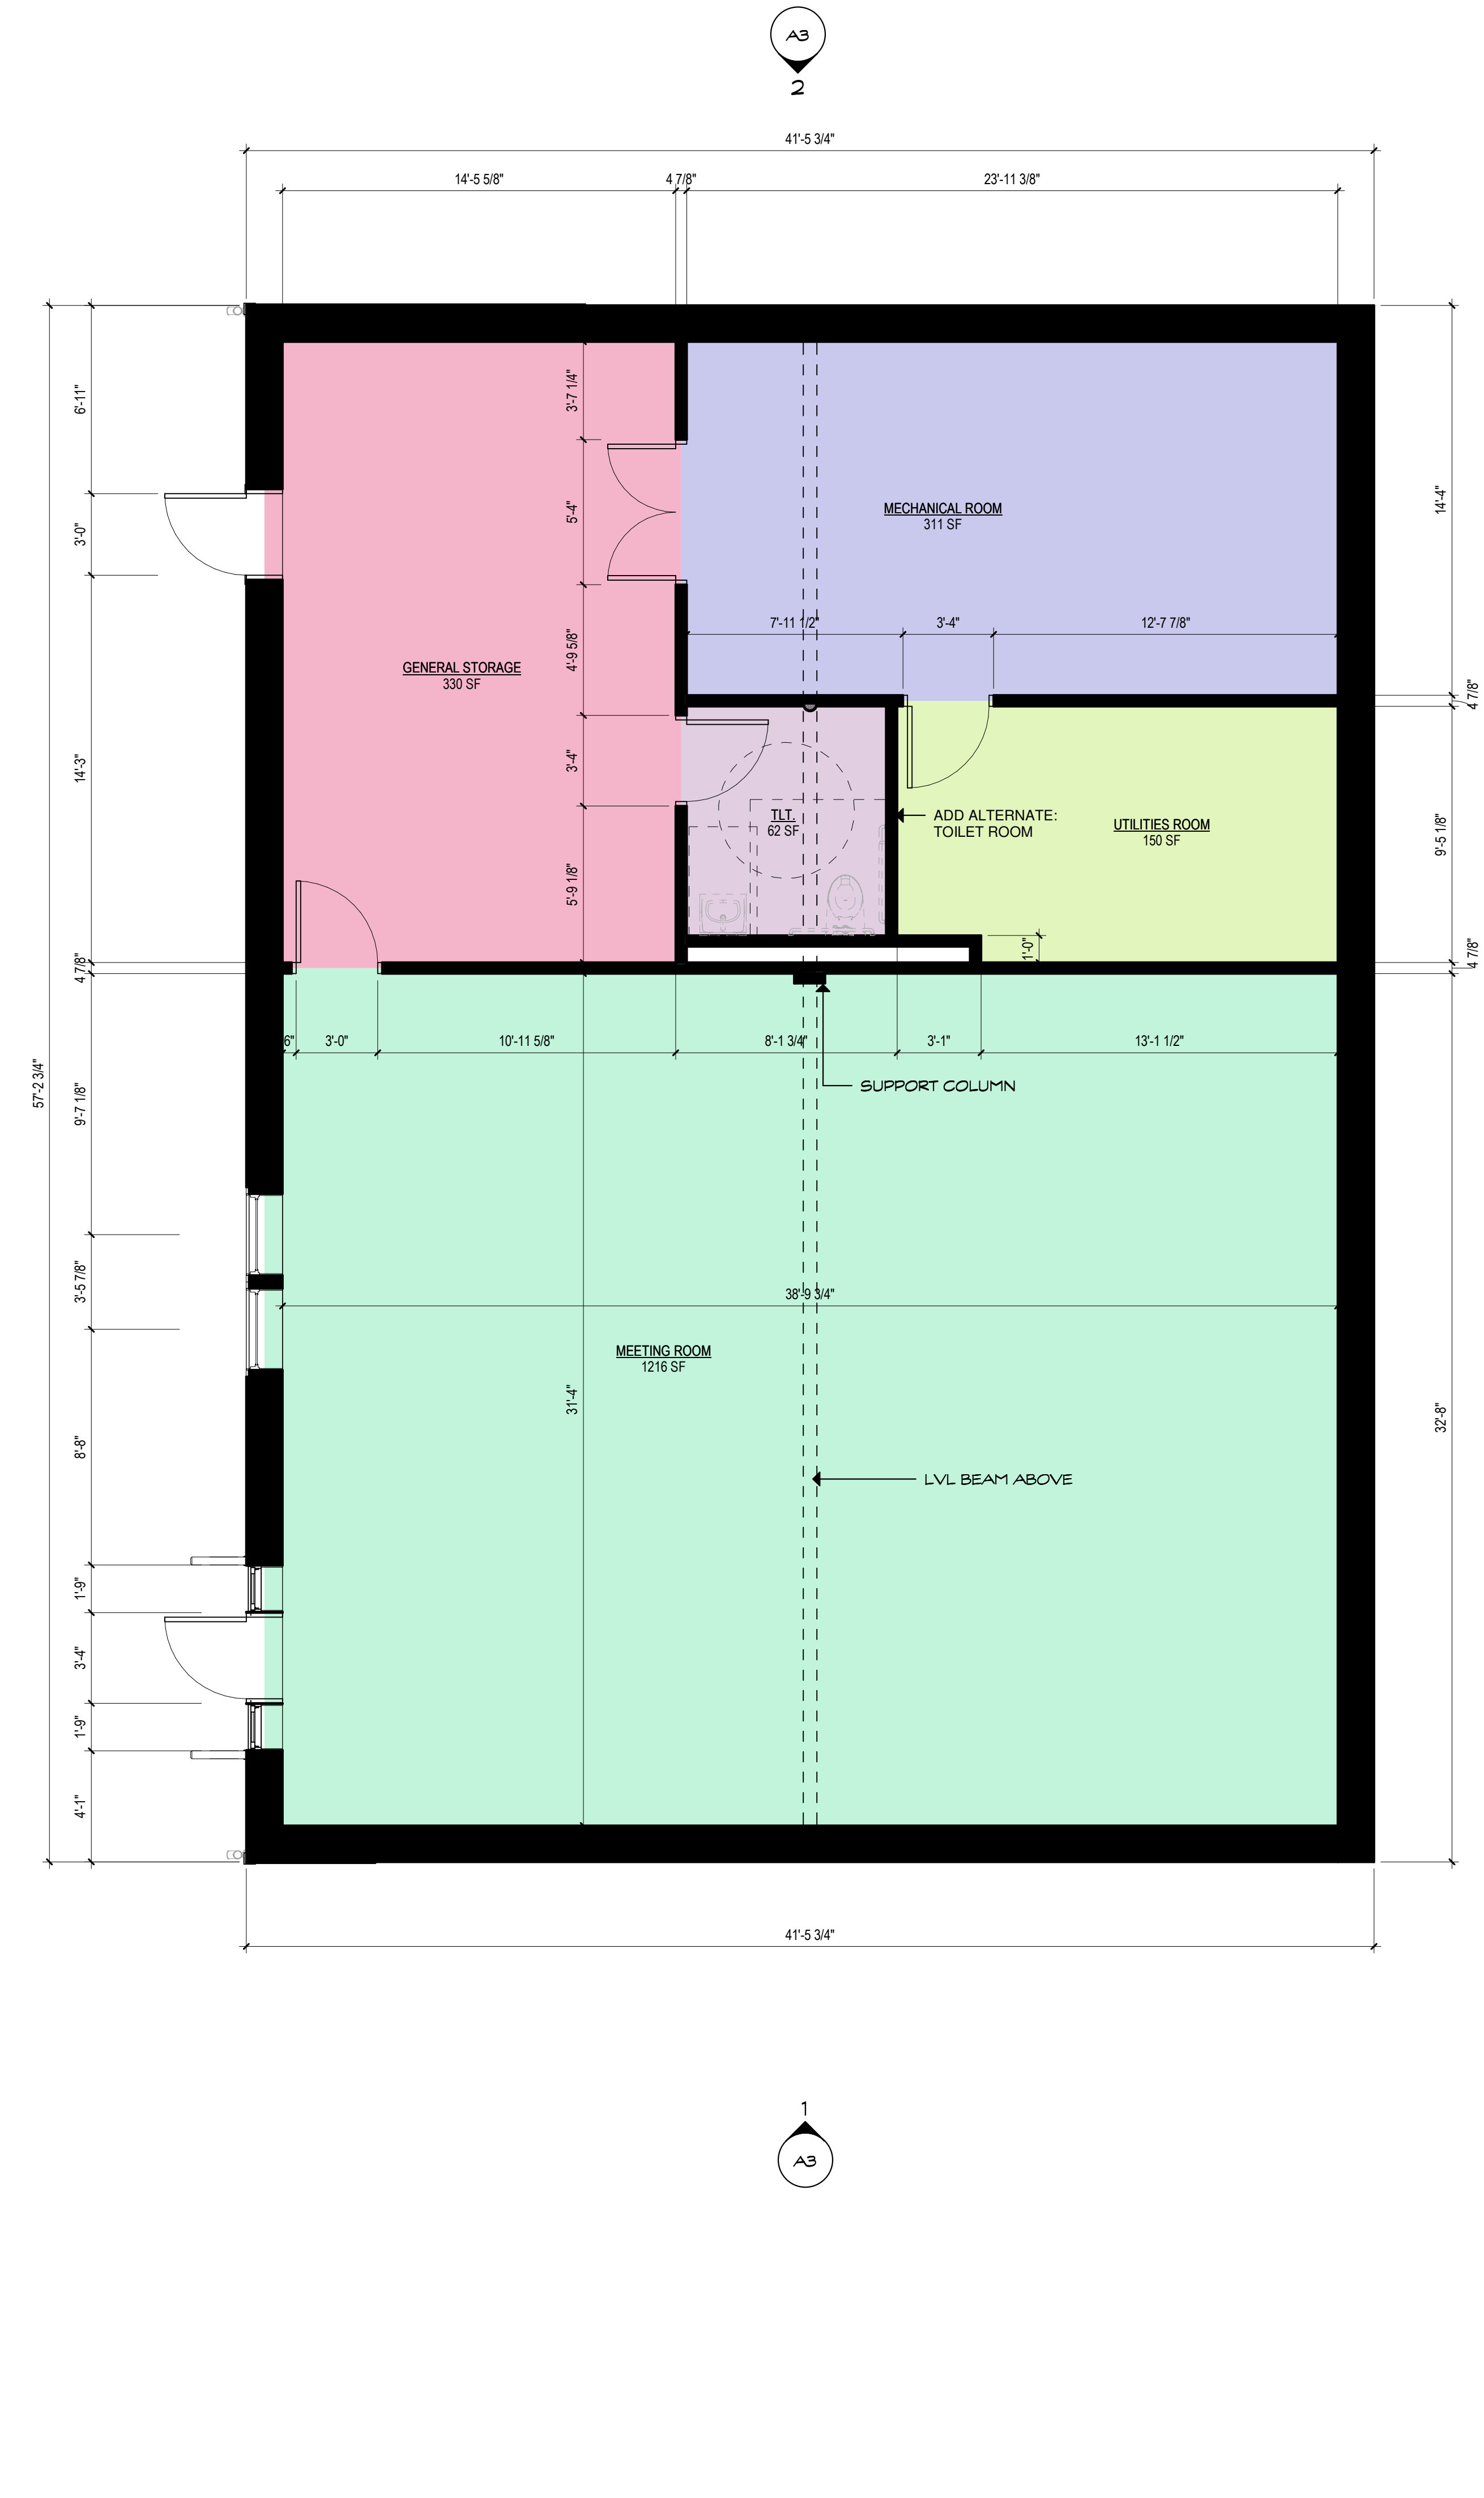 A3
2
41'-5 3/4"
14'-5 5/8"
4 7/8"
23'-11 3/8"
6'-11"
3'-0"
14'-3"
4 7/8"
57'-2 3/4"
9'-7 1/8"
3'-5 7/8"
8'-8"
1'-9"
3'-4"
1'-9"
4'-1"
3'-7 1/4"
5'-4"
4'-9 5/8"
3'-4"
5'-9 1/8"
MECHANICAL ROOM
311 SF
7'-11 1/2"
3'-4"
12'-7 7/8"
GENERAL STORAGE
330 SF
TLT.
62 SF
ADD ALTERNATE:
TOILET ROOM
UTILITIES ROOM
150 SF
1'-0"
14'-4"
4 7/8"
9'-5 1/8"
4 7/8"
32'-8"
6"
3'-0"
10'-11 5/8"
8'-1 3/4"
3'-1"
13'-1 1/2"
SUPPORT COLUMN
38'-9 3/4"
MEETING ROOM
1216 SF
31'-4"
LVL BEAM ABOVE
41'-5 3/4"
1
A3